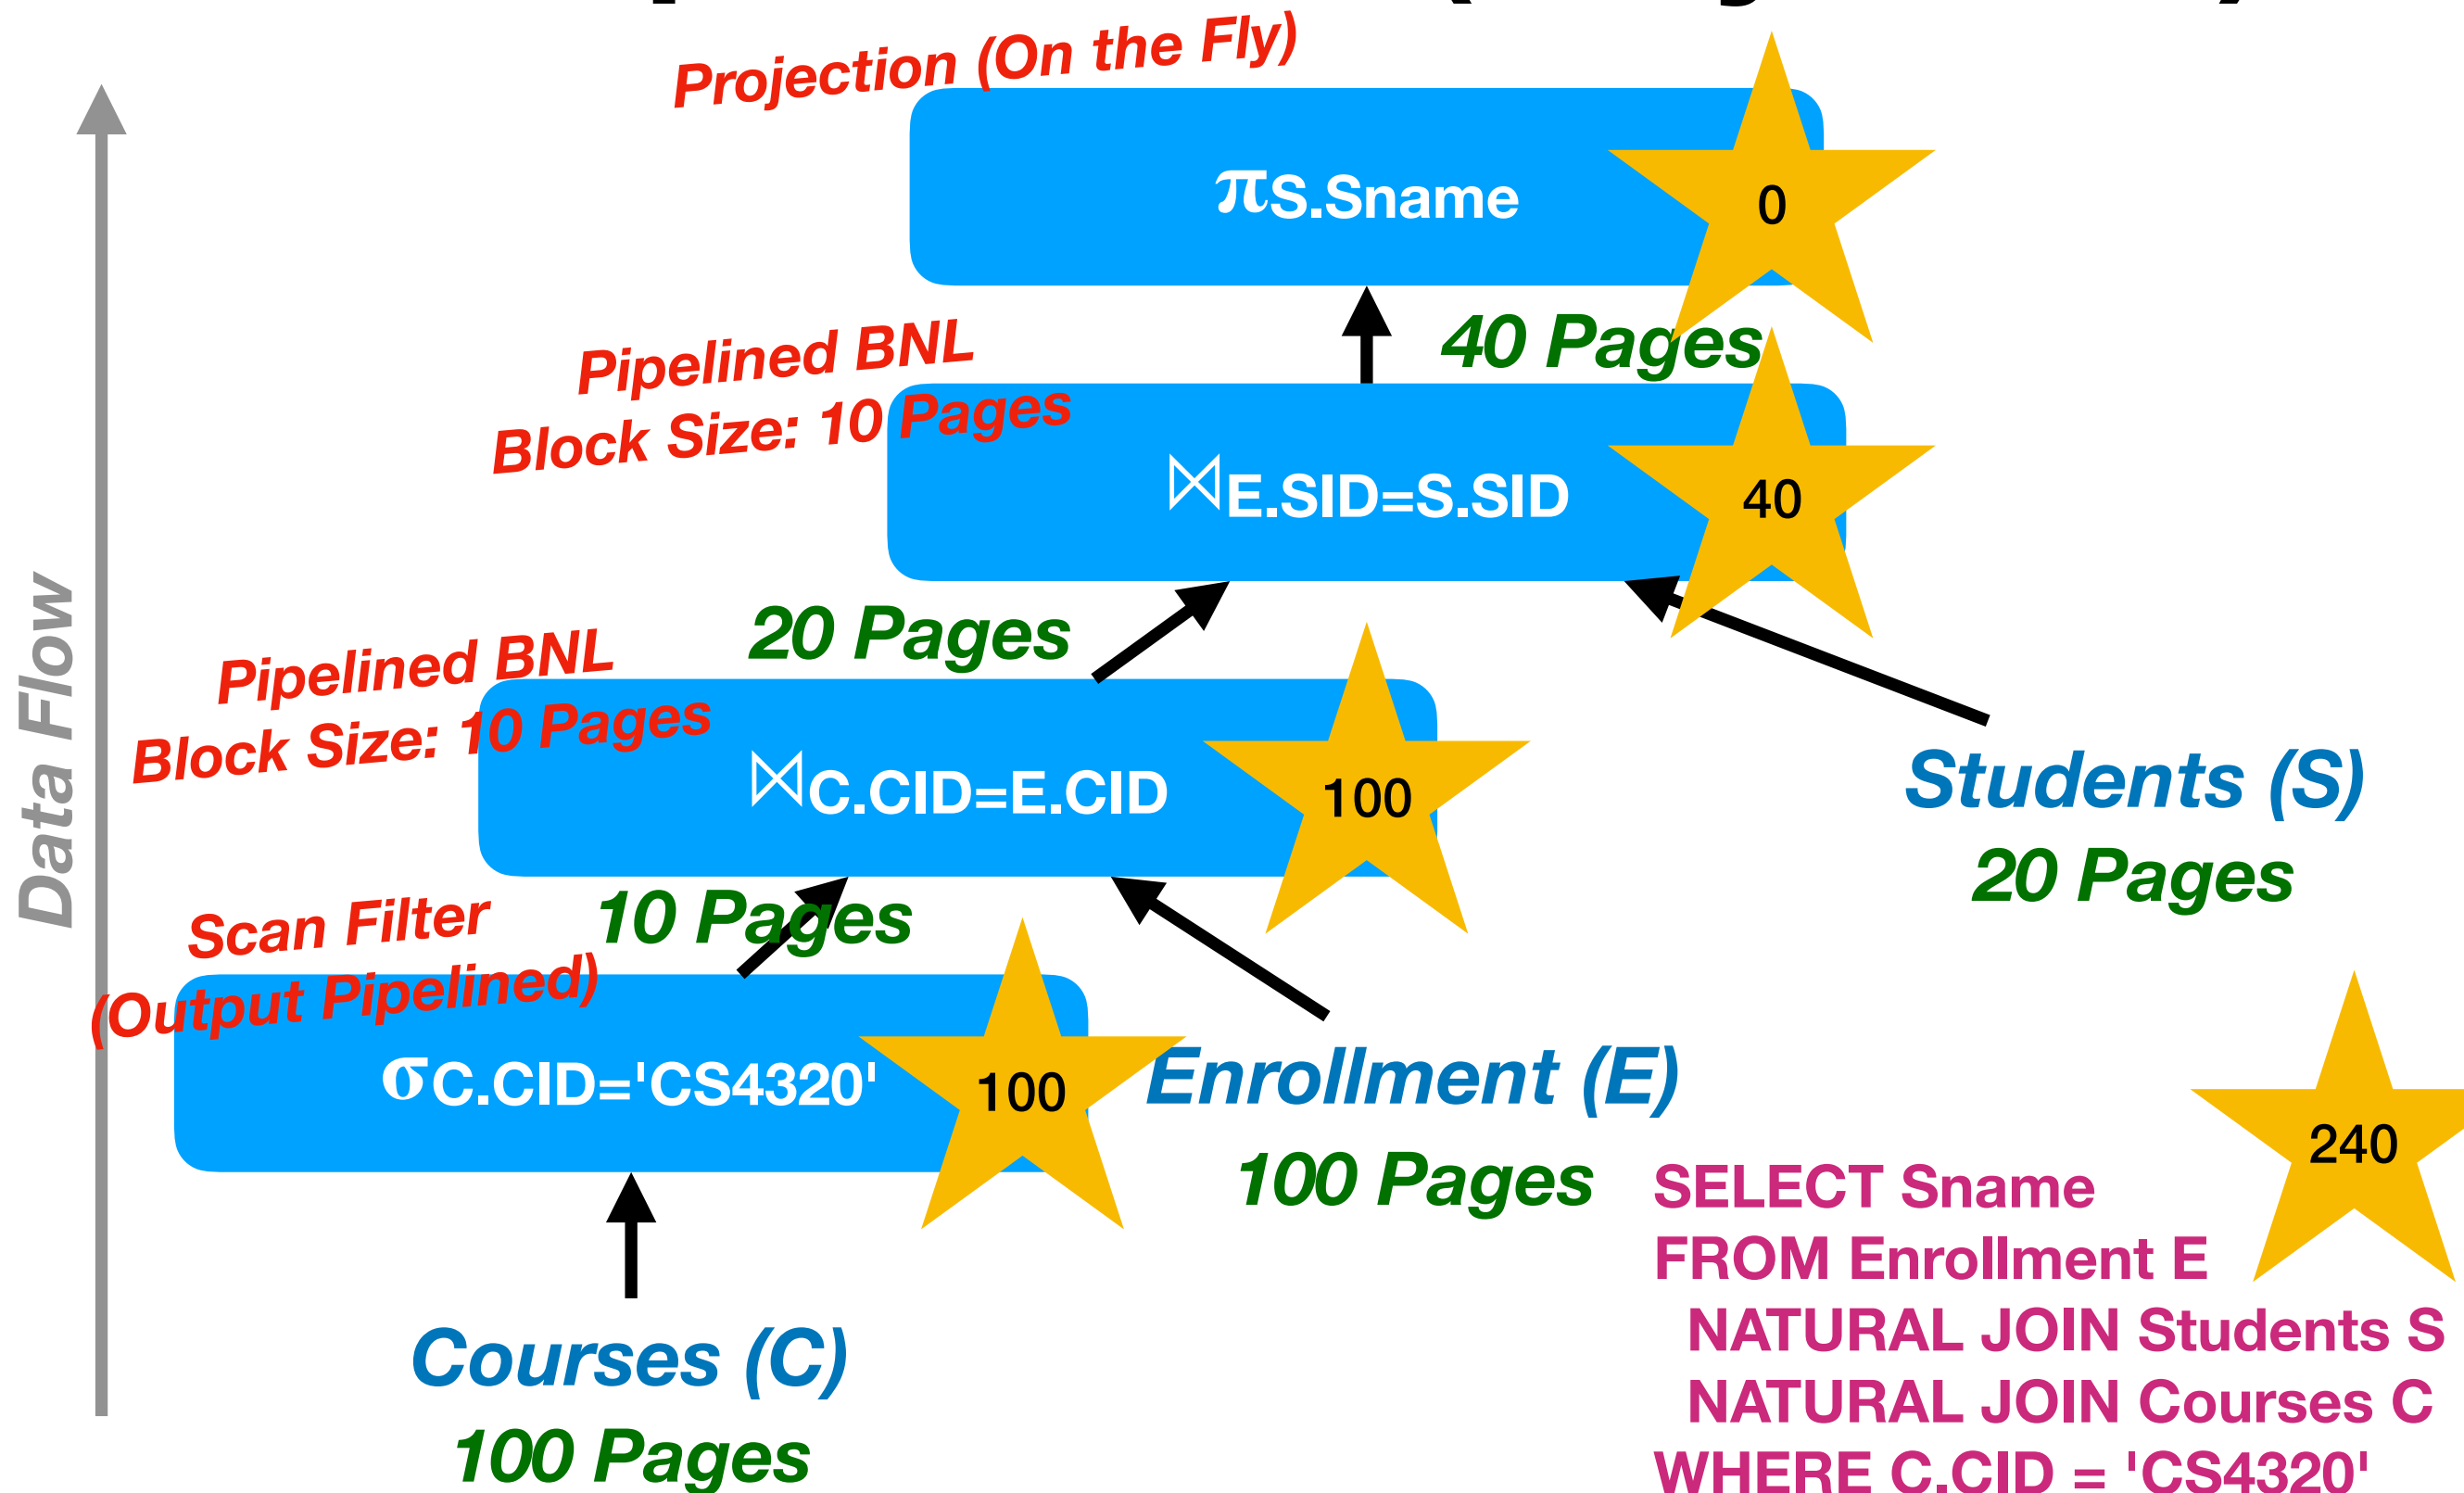 Projection (On the Fly)
πS.Sname
0
40 Pages
Pipelined BNL
Block Size: 10 Pages
⋈E.SID=S.SID
40
20 Pages
Pipelined BNL
Block Size: 10 Pages
⋈C.CID=E.CID
100
Students (S)
20 Pages
Data Flow
Scan Filter
(Output Pipelined)
10 Pages
σC.CID='CS4320'
100
Enrollment (E)
100 Pages
240
Courses (C)
100 Pages
SELECT Sname
FROM Enrollment E
NATURAL JOIN Students S
NATURAL JOIN Courses C
WHERE C.CID = 'CS4320'